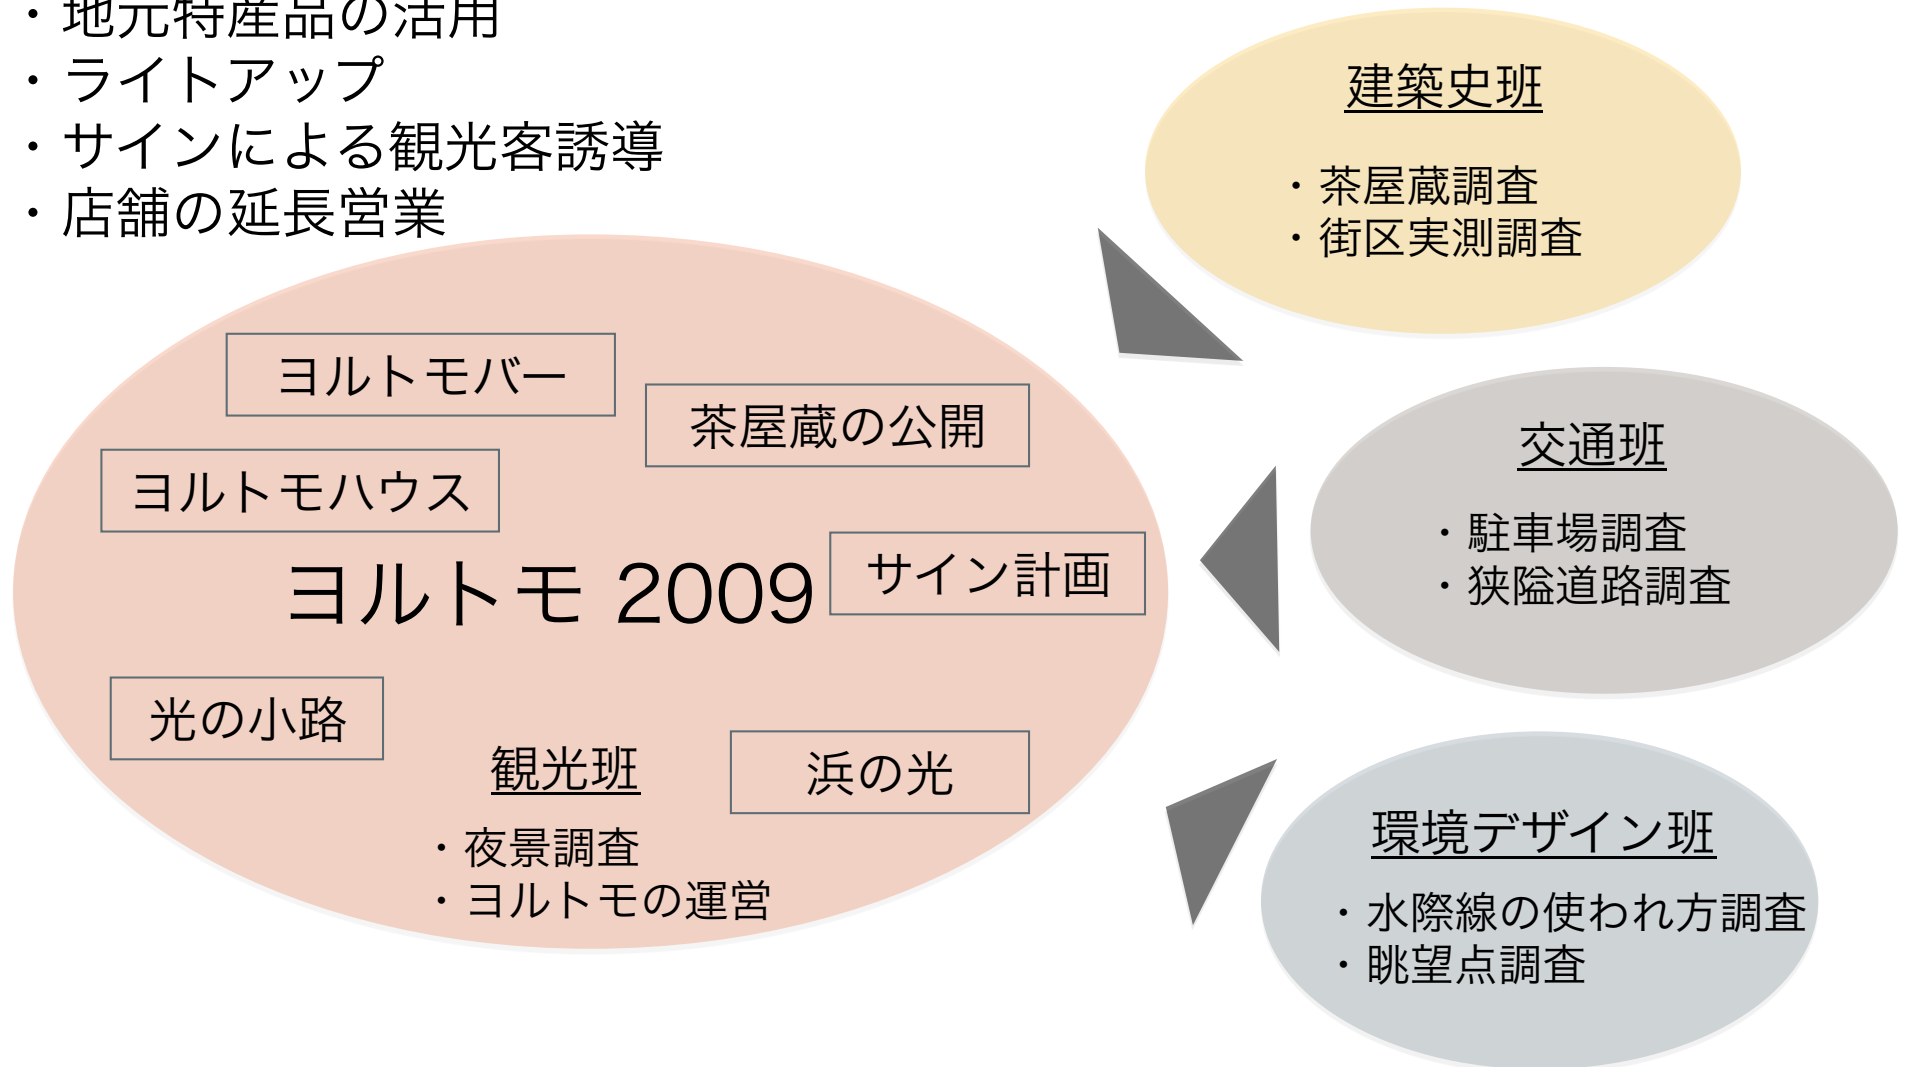 ・地元特産品の活用
・ライトアップ
・サインによる観光客誘導
・店舗の延長営業
ヨルトモバー
茶屋蔵の公開
ヨルトモハウス
サイン計画
ヨルトモ 2009
光の小路
観光班
浜の光
・夜景調査
・ヨルトモの運営
建築史班
・茶屋蔵調査
・街区実測調査
交通班
・駐車場調査
・狭隘道路調査
環境デザイン班
・水際線の使われ方調査
・眺望点調査